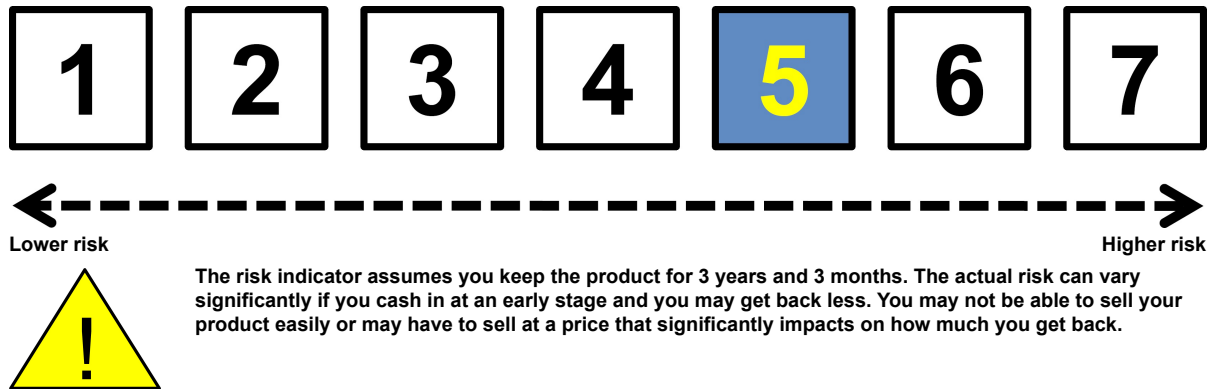 1 2 3 4 5 6 7
Lower risk Higher risk
The risk indicator assumes you keep the product for 3 years and 3 months. The actual risk can vary
significantly if you cash in at an early stage and you may get back less. You may not be able to sell your
product easily or may have to sell at a price that significantly impacts on how much you get back.
!